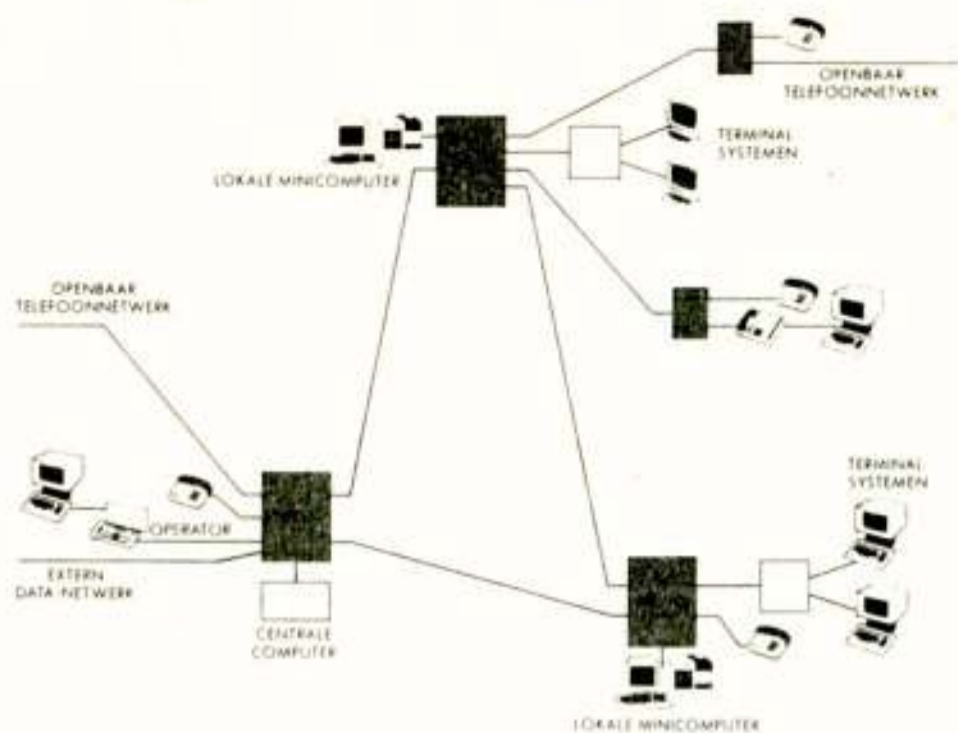 OPENBAAR
TELEFOONNETWERK
TERMINAL
SYSTEMEN
LOKALE MINICOMPUTER
OPENBAAR
TELEFOONNETWERK
TERMINAL
SYSTEMEN
OPERATOR
EXTERN
DATA-NETWERK
CENTRALE
COMPUTER
LOKALE MINICOMPUTER